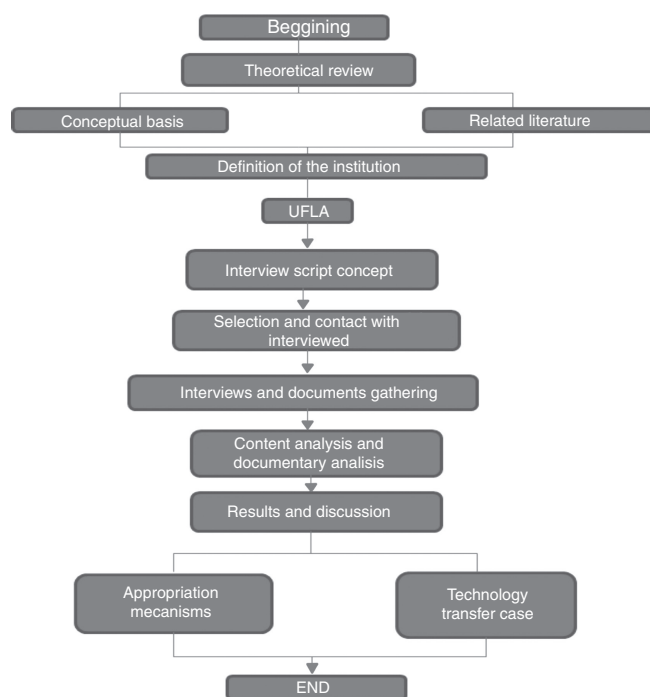 Beggining
Theoretical review
Conceptual basis
Related literature
Definition of the institution
UFLA
Interview script concept
Selection and contact with
interviewed
Interviews and documents gathering
Content analysis and
documentary analisis
Results and discussion
Appropriation
mechanisms
Technology
transfer case
END